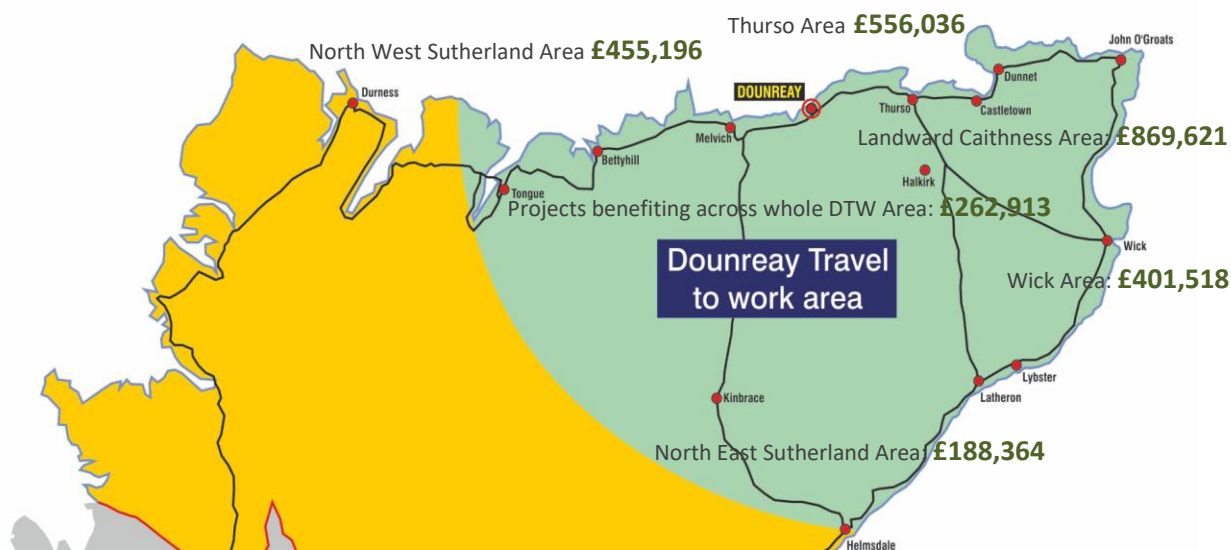 Thurso Area £556,036
North West Sutherland Area £455,196
John O'Groats
Dunnet
Durness
DOUNREAY
Thurso
Castletown
Melvich
Landward Caithness Area: £869,621
Bettyhill
Halkirk
Tongue
Projects benefiting across whole DTW Area: £262,913
Wick
Dounreay Travel
to work area
Wick Area: £401,518
Lybster
Latheron
Kinbrace
North East Sutherland Area: £188,364
Helmsdale